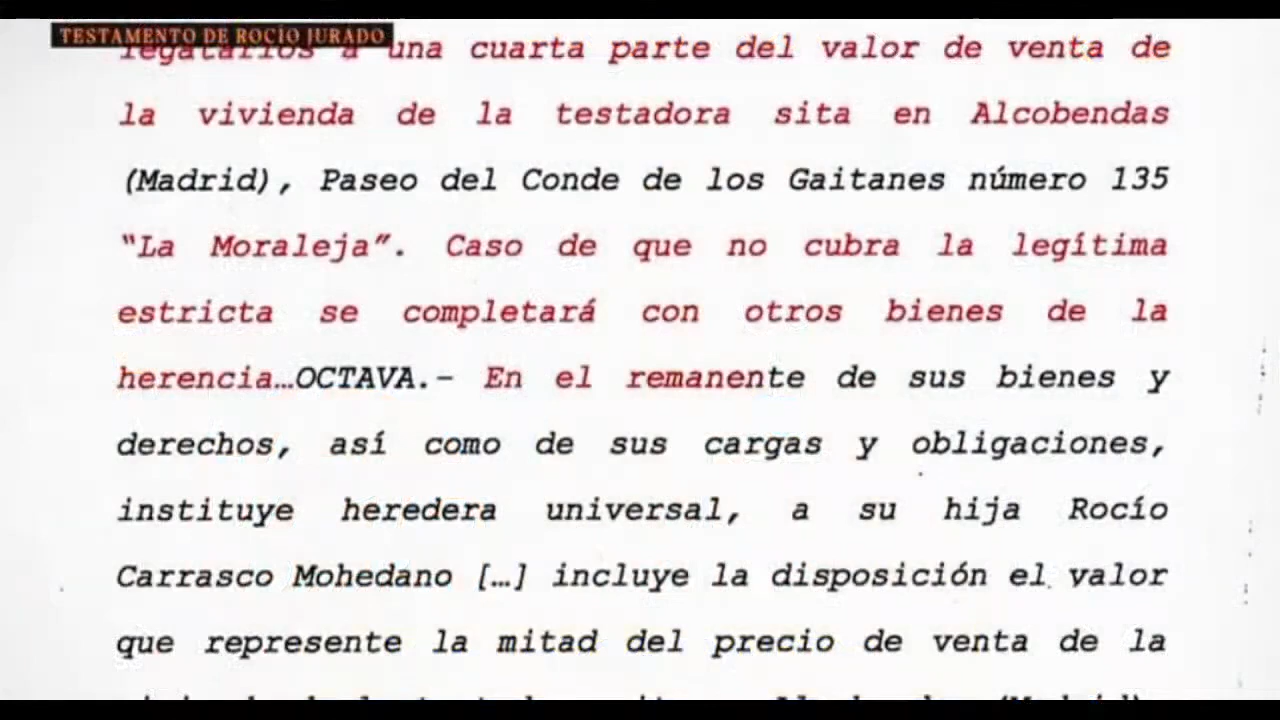 TESTAMENTO DE ROCÍO JURADO
legatarios a una cuarta parte del valor de venta de
la vivienda de la testadora sita en Alcobendas
(Madrid), Paseo del Conde de los Gaitanes número 135
"La Moraleja". Caso de que no cubra la legítima
estricta se completará con otros bienes de la
herencia…OCTAVA.- En el remanente de sus bienes y
derechos, así como de sus cargas y obligaciones,
instituye heredera universal, a su hija Rocío
Carrasco Mohedano […] incluye la disposición el valor
que represente la mitad del precio de venta de la